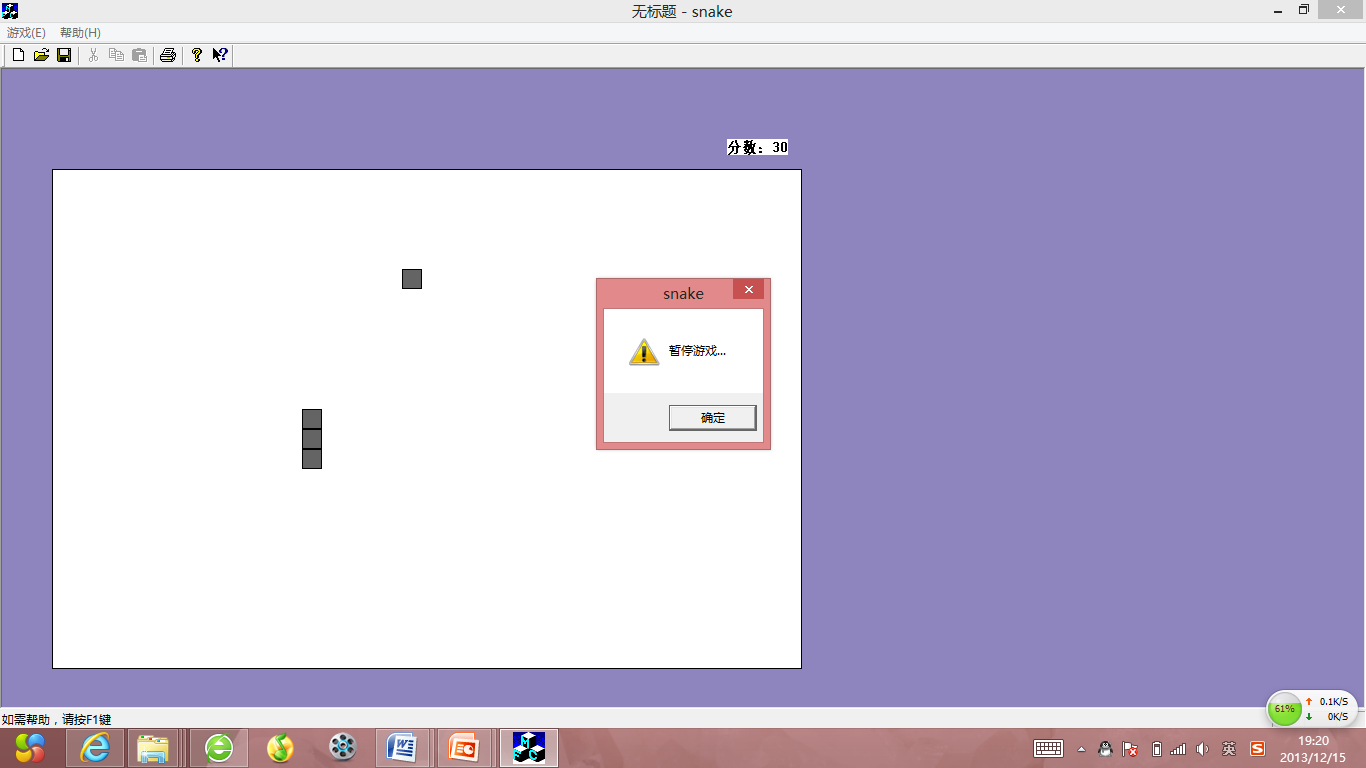 无标题 - snake
游戏(E) 帮助(H)
分数：30
snake
暂停游戏...
确定
如需帮助，请按F1键
61%
0.1K/S
0K/S
英
19:20
2013/12/15